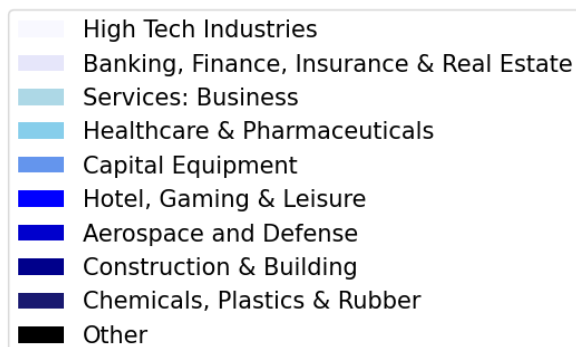 High Tech Industries
Banking, Finance, Insurance & Real Estate
Services: Business
Healthcare & Pharmaceuticals
Capital Equipment
Hotel, Gaming & Leisure
Aerospace and Defense
Construction & Building
Chemicals, Plastics & Rubber
Other